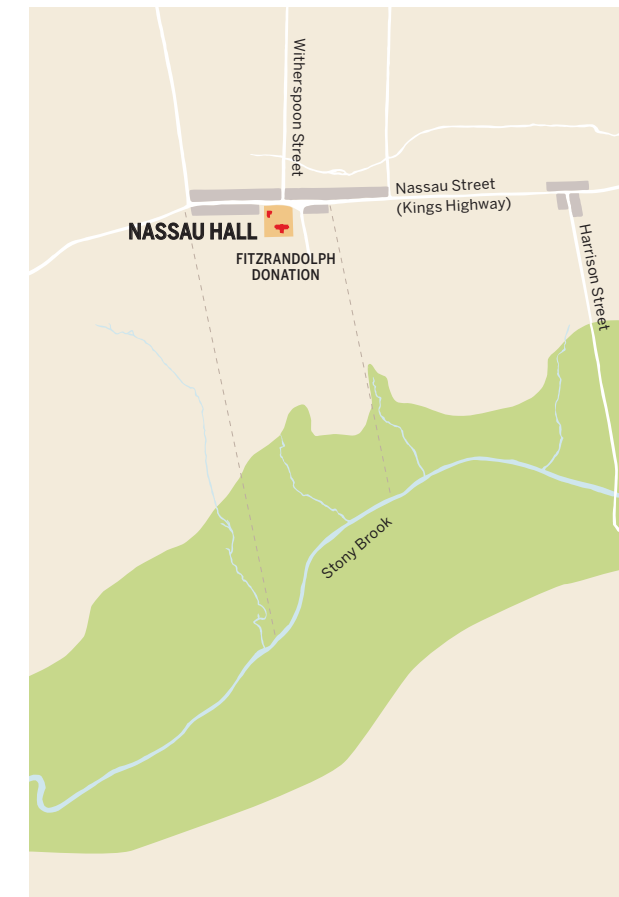 Witherspoon Street
Nassau Street
(Kings Highway)
NASSAU HALL
FITZRANDOLPH
DONATION
Harrison Street
Stony Brook